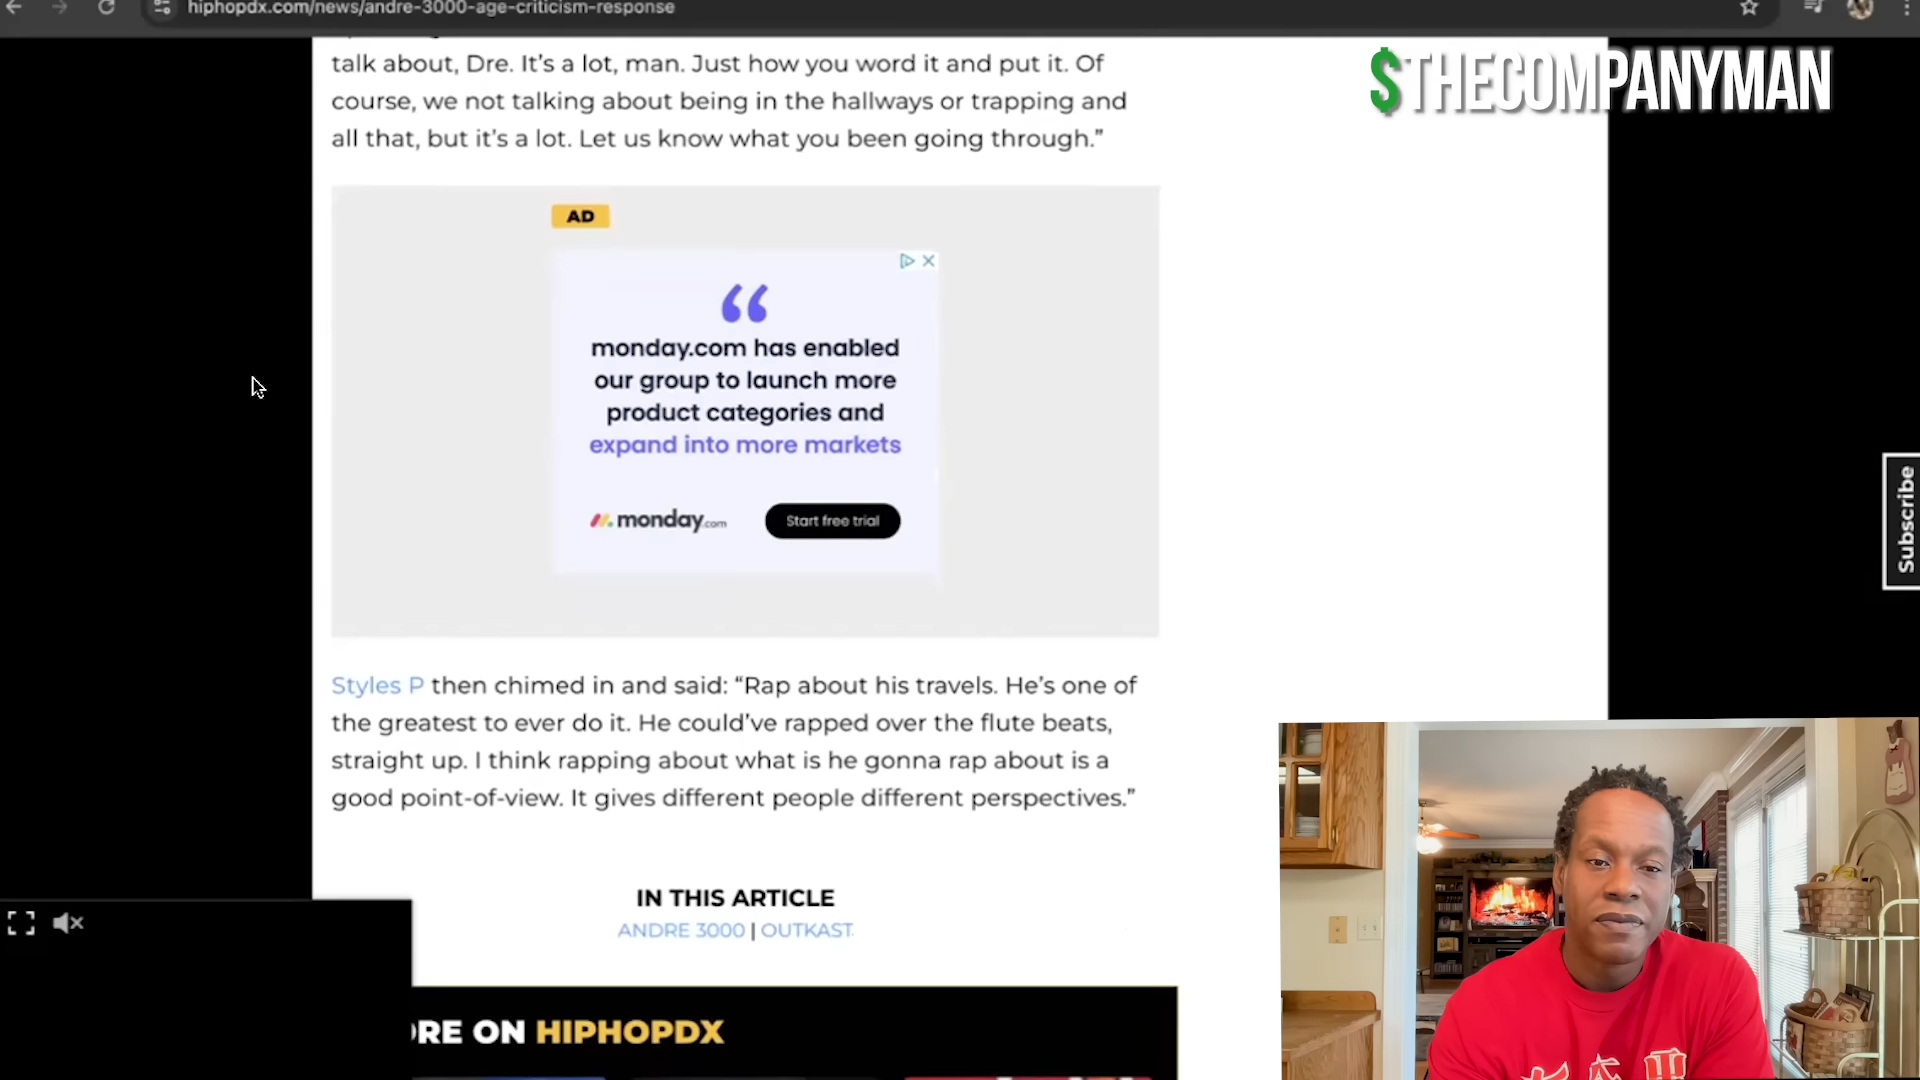 hiphopdx.com/news/andre-3000-age-criticism-response
$THECOMPANYMAN
talk about, Dre. It's a lot, man. Just how you word it and put it. Of
course, we not talking about being in the hallways or trapping and
all that, but it's a lot. Let us know what you been going through.”
AD
“
monday.com has enabled
our group to launch more
product categories and
expand into more markets
monday.com
Start free trial
Subscribe
Styles P then chimed in and said: “Rap about his travels. He's one of
the greatest to ever do it. He could've rapped over the flute beats,
straight up. I think rapping about what is he gonna rap about is a
good point-of-view. It gives different people different perspectives.”
IN THIS ARTICLE
ANDRE 3000 | OUTKAST
RE ON HIPHOPDX